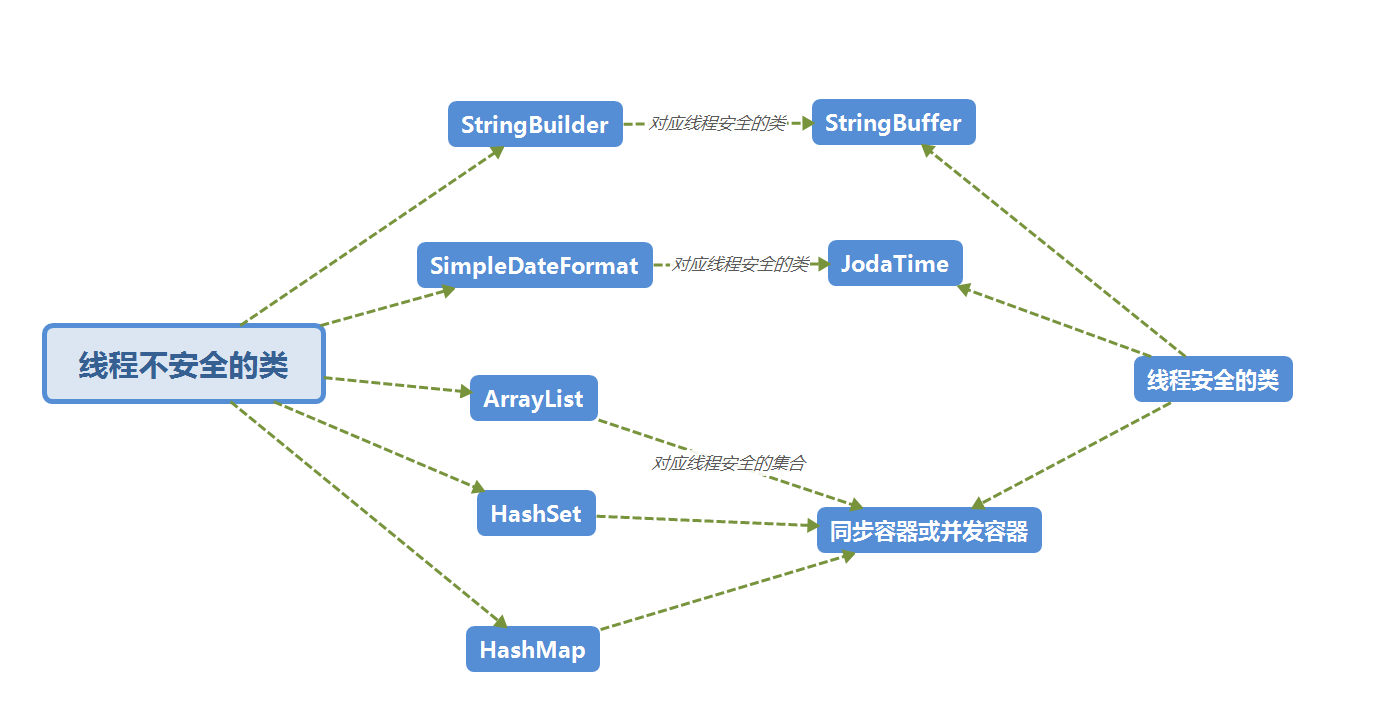 StringBuilder
对应线程安全的类
StringBuffer
SimpleDateFormat
对应线程安全的类
JodaTime
线程不安全的类
线程安全的类
ArrayList
对应线程安全的集合
HashSet
同步容器或并发容器
HashMap